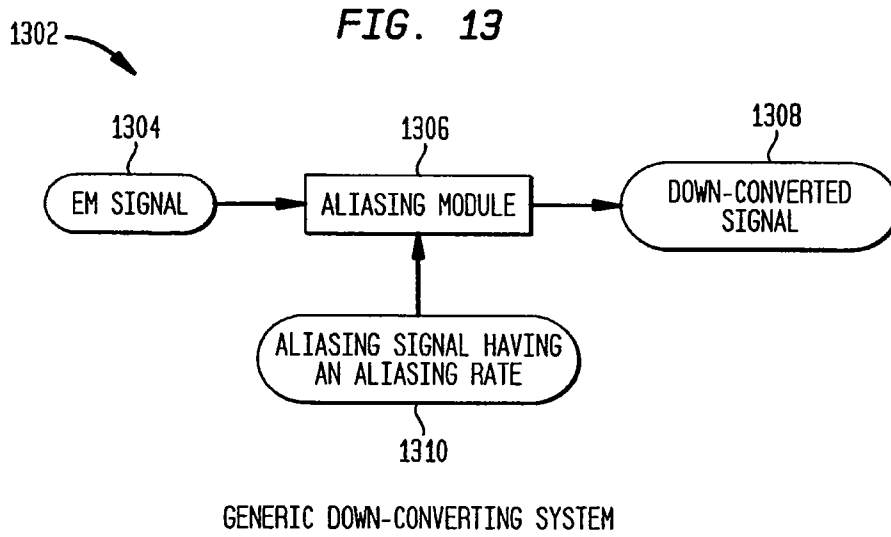 FIG. 13
1302
1304
1306
1308
EM SIGNAL
ALIASING MODULE
DOWN-CONVERTED
SIGNAL
ALIASING SIGNAL HAVING
AN ALIASING RATE
1310
GENERIC DOWN-CONVERTING SYSTEM